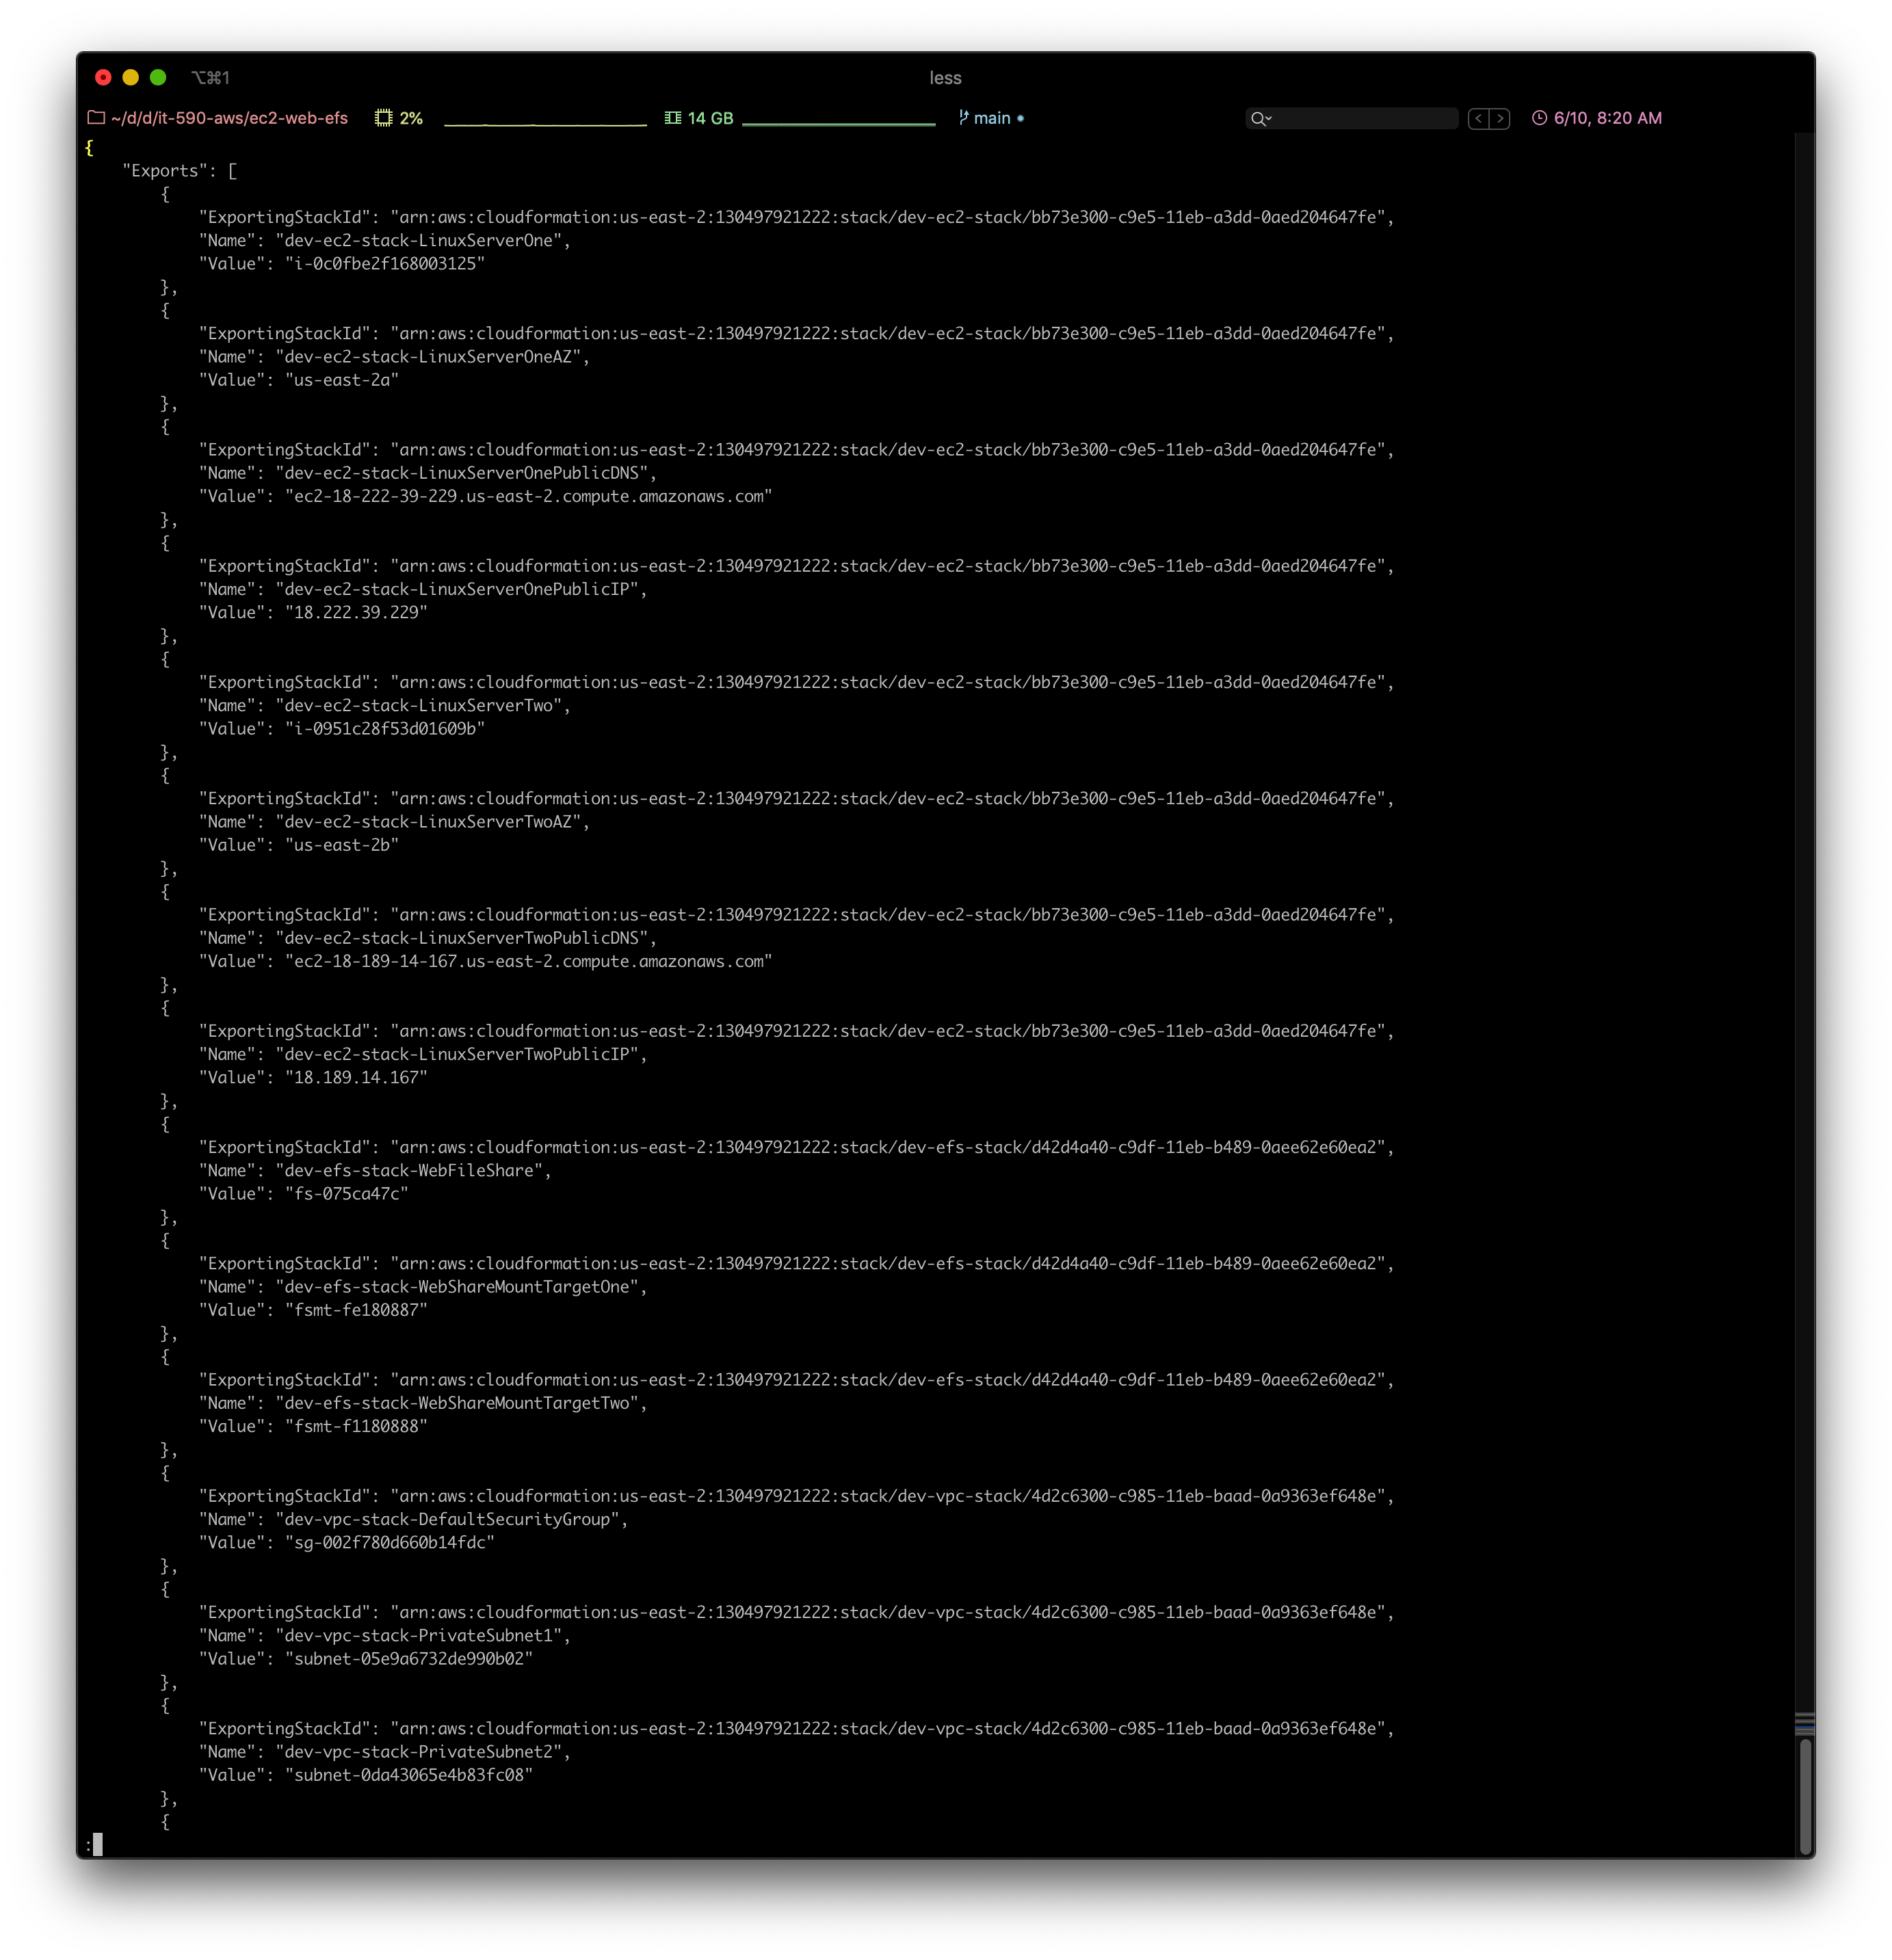 ⌥⌘1 less
~/d/d/it-590-aws/ec2-web-efs 2% 14 GB main • 6/10, 8:20 AM
{
    "Exports": [
        {
            "ExportingStackId": "arn:aws:cloudformation:us-east-2:130497921222:stack/dev-ec2-stack/bb73e300-c9e5-11eb-a3dd-0aed204647fe",
            "Name": "dev-ec2-stack-LinuxServerOne",
            "Value": "i-0c0fbe2f168003125"
        },
        {
            "ExportingStackId": "arn:aws:cloudformation:us-east-2:130497921222:stack/dev-ec2-stack/bb73e300-c9e5-11eb-a3dd-0aed204647fe",
            "Name": "dev-ec2-stack-LinuxServerOneAZ",
            "Value": "us-east-2a"
        },
        {
            "ExportingStackId": "arn:aws:cloudformation:us-east-2:130497921222:stack/dev-ec2-stack/bb73e300-c9e5-11eb-a3dd-0aed204647fe",
            "Name": "dev-ec2-stack-LinuxServerOnePublicDNS",
            "Value": "ec2-18-222-39-229.us-east-2.compute.amazonaws.com"
        },
        {
            "ExportingStackId": "arn:aws:cloudformation:us-east-2:130497921222:stack/dev-ec2-stack/bb73e300-c9e5-11eb-a3dd-0aed204647fe",
            "Name": "dev-ec2-stack-LinuxServerOnePublicIP",
            "Value": "18.222.39.229"
        },
        {
            "ExportingStackId": "arn:aws:cloudformation:us-east-2:130497921222:stack/dev-ec2-stack/bb73e300-c9e5-11eb-a3dd-0aed204647fe",
            "Name": "dev-ec2-stack-LinuxServerTwo",
            "Value": "i-0951c28f53d01609b"
        },
        {
            "ExportingStackId": "arn:aws:cloudformation:us-east-2:130497921222:stack/dev-ec2-stack/bb73e300-c9e5-11eb-a3dd-0aed204647fe",
            "Name": "dev-ec2-stack-LinuxServerTwoAZ",
            "Value": "us-east-2b"
        },
        {
            "ExportingStackId": "arn:aws:cloudformation:us-east-2:130497921222:stack/dev-ec2-stack/bb73e300-c9e5-11eb-a3dd-0aed204647fe",
            "Name": "dev-ec2-stack-LinuxServerTwoPublicDNS",
            "Value": "ec2-18-189-14-167.us-east-2.compute.amazonaws.com"
        },
        {
            "ExportingStackId": "arn:aws:cloudformation:us-east-2:130497921222:stack/dev-ec2-stack/bb73e300-c9e5-11eb-a3dd-0aed204647fe",
            "Name": "dev-ec2-stack-LinuxServerTwoPublicIP",
            "Value": "18.189.14.167"
        },
        {
            "ExportingStackId": "arn:aws:cloudformation:us-east-2:130497921222:stack/dev-efs-stack/d42d4a40-c9df-11eb-b489-0aee62e60ea2",
            "Name": "dev-efs-stack-WebFileShare",
            "Value": "fs-075ca47c"
        },
        {
            "ExportingStackId": "arn:aws:cloudformation:us-east-2:130497921222:stack/dev-efs-stack/d42d4a40-c9df-11eb-b489-0aee62e60ea2",
            "Name": "dev-efs-stack-WebShareMountTargetOne",
            "Value": "fsmt-fe180887"
        },
        {
            "ExportingStackId": "arn:aws:cloudformation:us-east-2:130497921222:stack/dev-efs-stack/d42d4a40-c9df-11eb-b489-0aee62e60ea2",
            "Name": "dev-efs-stack-WebShareMountTargetTwo",
            "Value": "fsmt-f1180888"
        },
        {
            "ExportingStackId": "arn:aws:cloudformation:us-east-2:130497921222:stack/dev-vpc-stack/4d2c6300-c985-11eb-baad-0a9363ef648e",
            "Name": "dev-vpc-stack-DefaultSecurityGroup",
            "Value": "sg-002f780d660b14fdc"
        },
        {
            "ExportingStackId": "arn:aws:cloudformation:us-east-2:130497921222:stack/dev-vpc-stack/4d2c6300-c985-11eb-baad-0a9363ef648e",
            "Name": "dev-vpc-stack-PrivateSubnet1",
            "Value": "subnet-05e9a6732de990b02"
        },
        {
            "ExportingStackId": "arn:aws:cloudformation:us-east-2:130497921222:stack/dev-vpc-stack/4d2c6300-c985-11eb-baad-0a9363ef648e",
            "Name": "dev-vpc-stack-PrivateSubnet2",
            "Value": "subnet-0da43065e4b83fc08"
        },
        {
: